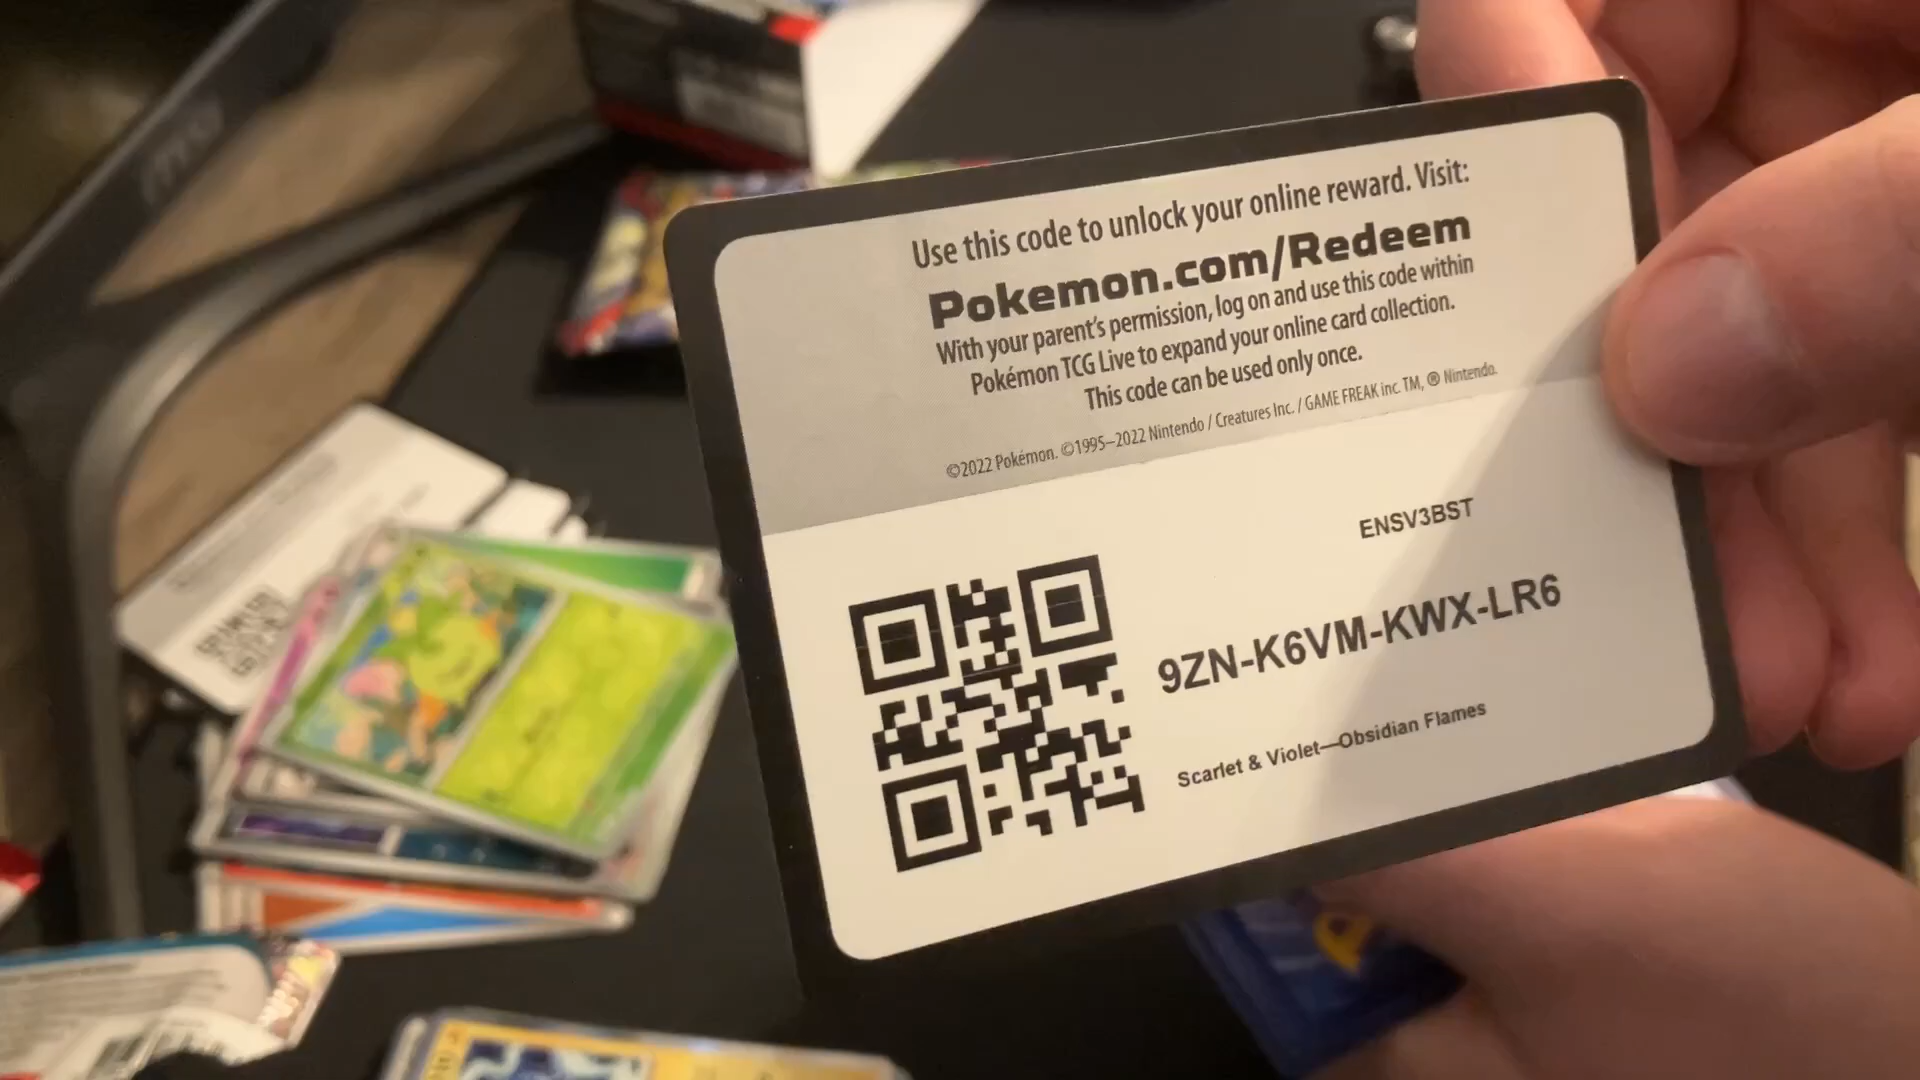 Use this code to unlock your online reward. Visit:
Pokemon.com/Redeem
With your parent's permission, log on and use this code within
Pokémon TCG Live to expand your online card collection.
This code can be used only once.
©2022 Pokémon. ©1995–2022 Nintendo / Creatures Inc. / GAME FREAK inc. TM, ® Nintendo.
ENSV3BST
9ZN-K6VM-KWX-LR6
Scarlet & Violet—Obsidian Flames